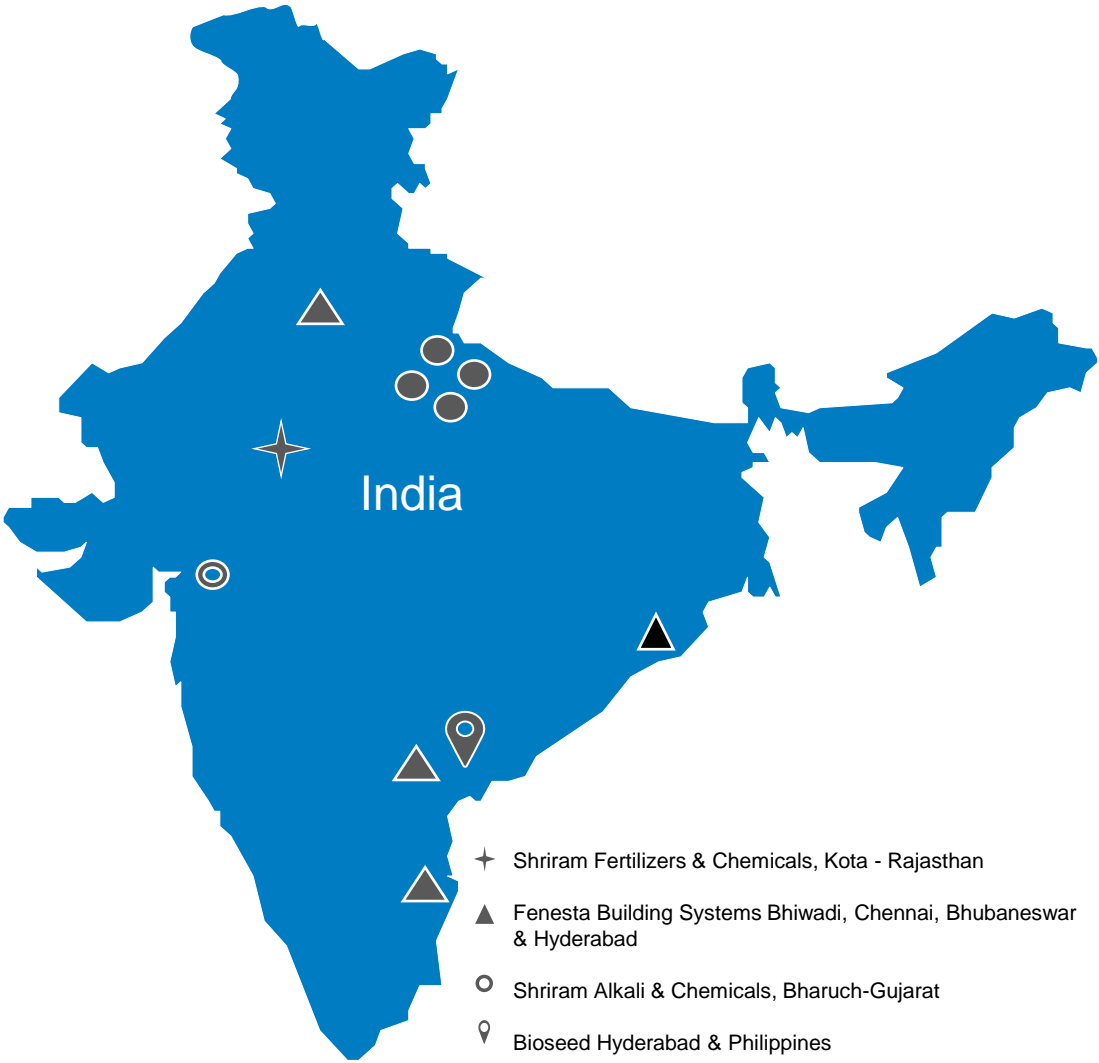 India
Shriram Fertilizers & Chemicals, Kota - Rajasthan
Fenesta Building Systems Bhiwadi, Chennai, Bhubaneswar
& Hyderabad
Shriram Alkali & Chemicals, Bharuch-Gujarat
Bioseed Hyderabad & Philippines